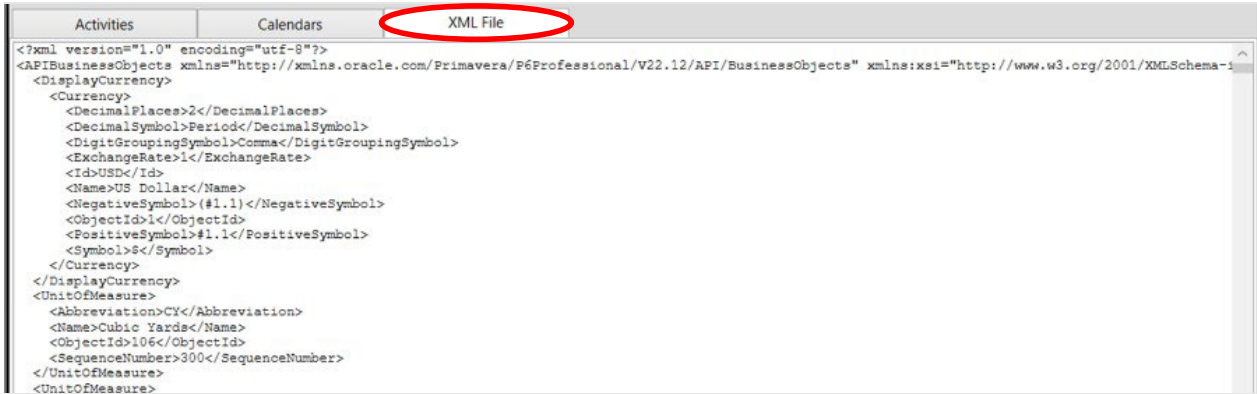 Activities Calendars XML File
<?xml version="1.0" encoding="utf-8"?>
<APIBusinessObjects xmlns="http://xmlns.oracle.com/Primavera/P6Professional/V22.12/API/BusinessObjects" xmlns:xsi="http://www.w3.org/2001/XMLSchema-i
<DisplayCurrency>
<Currency>
<DecimalPlaces>2</DecimalPlaces>
<DecimalSymbol>Period</DecimalSymbol>
<DigitGroupingSymbol>Comma</DigitGroupingSymbol>
<ExchangeRate>1</ExchangeRate>
<Id>USD</Id>
<Name>US Dollar</Name>
<NegativeSymbol>(#1.1)</NegativeSymbol>
<ObjectId>1</ObjectId>
<PositiveSymbol>#1.1</PositiveSymbol>
<Symbol>$</Symbol>
</Currency>
</DisplayCurrency>
<UnitOfMeasure>
<Abbreviation>CY</Abbreviation>
<Name>Cubic Yards</Name>
<ObjectId>106</ObjectId>
<SequenceNumber>300</SequenceNumber>
</UnitOfMeasure>
<UnitOfMeasure>